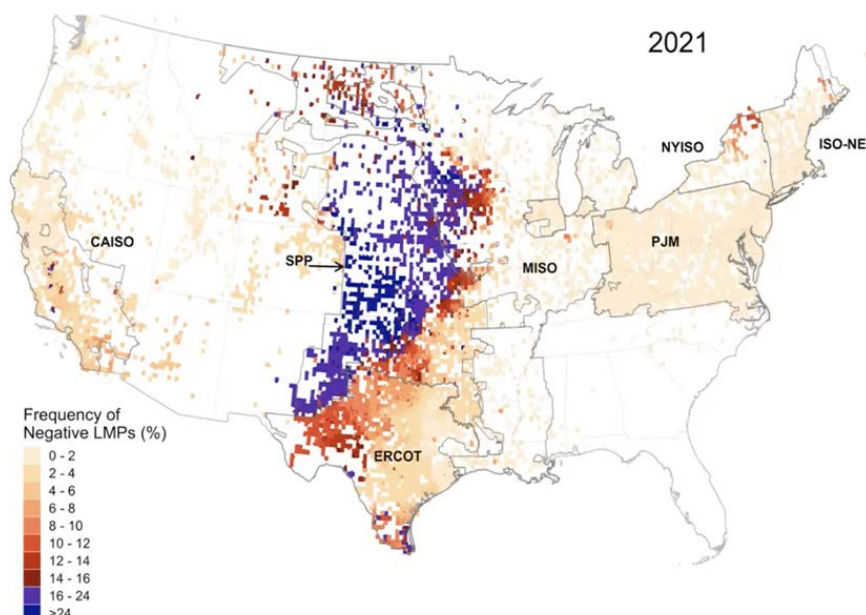 2021
NYISO
ISO-NE
CAISO
SPP
MISO
PJM
ERCOT
Frequency of
Negative LMPs (%)
0 - 2
2 - 4
4 - 6
6 - 8
8 - 10
10 - 12
12 - 14
14 - 16
16 - 24
>24